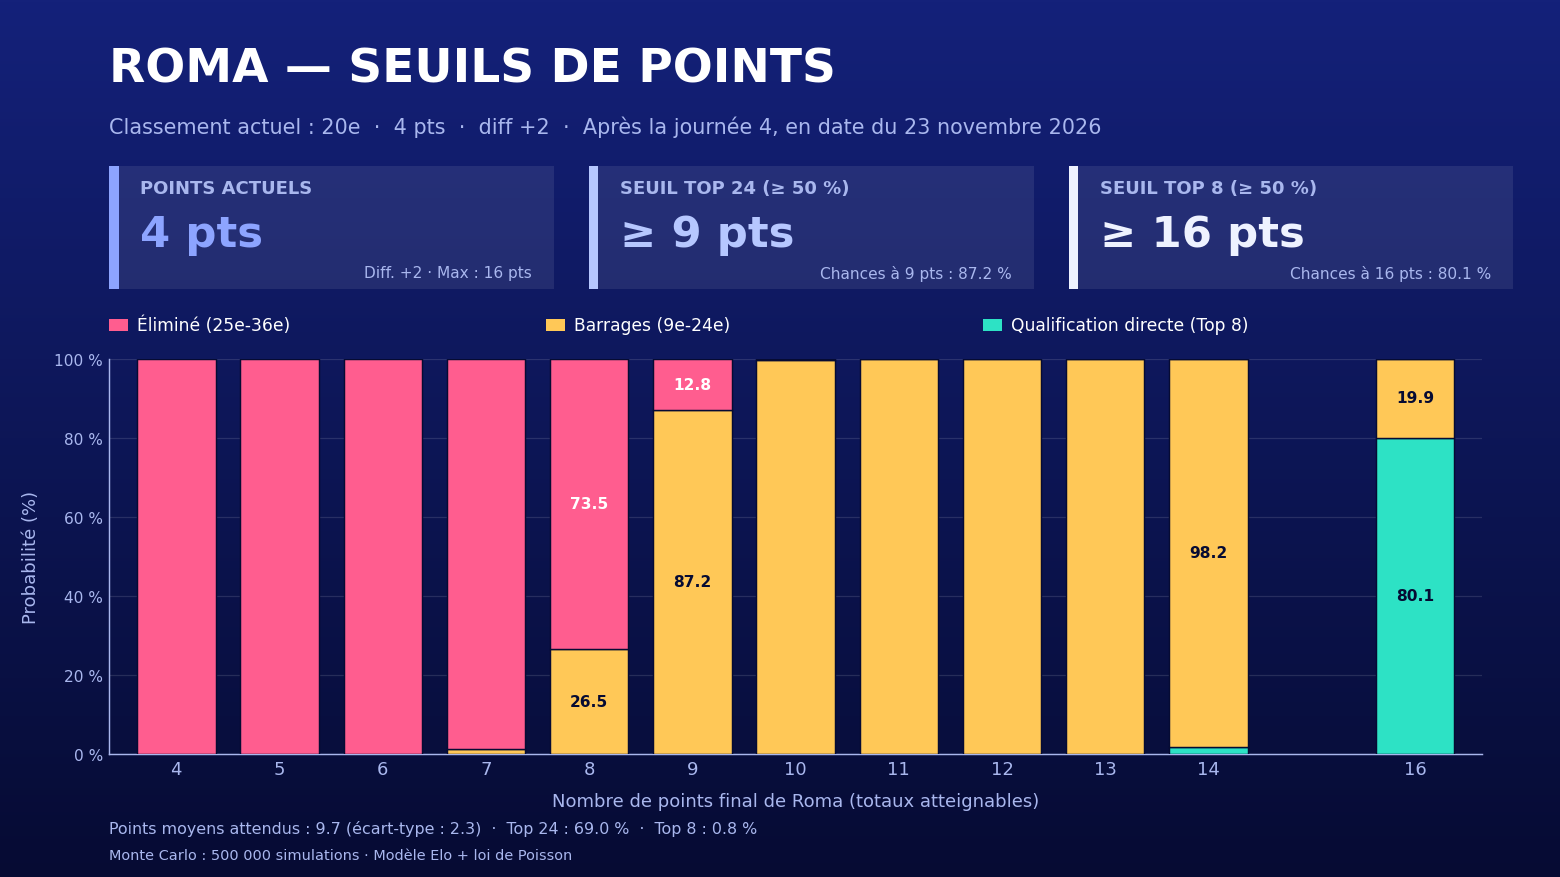 ROMA — SEUILS DE POINTS
Classement actuel : 20e · 4 pts · diff +2 · Après la journée 4, en date du 23 novembre 2026
POINTS ACTUELS
4 pts
Diff. +2 · Max : 16 pts
SEUIL TOP 24 (≥ 50 %)
≥ 9 pts
Chances à 9 pts : 87.2 %
SEUIL TOP 8 (≥ 50 %)
≥ 16 pts
Chances à 16 pts : 80.1 %
Éliminé (25e-36e)
Barrages (9e-24e)
Qualification directe (Top 8)
Probabilité (%)
100 %
80 %
60 %
40 %
20 %
0 %
73.5
26.5
12.8
87.2
98.2
19.9
80.1
4 5 6 7 8 9 10 11 12 13 14 16
Nombre de points final de Roma (totaux atteignables)
Points moyens attendus : 9.7 (écart-type : 2.3) · Top 24 : 69.0 % · Top 8 : 0.8 %
Monte Carlo : 500 000 simulations · Modèle Elo + loi de Poisson